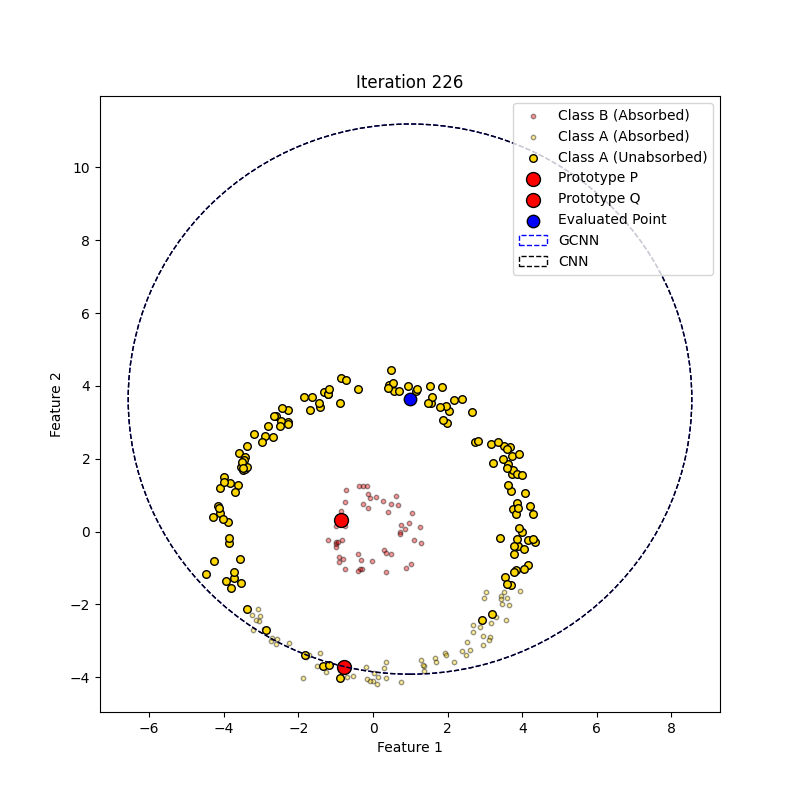 Iteration 226
Class B (Absorbed)
Class A (Absorbed)
Class A (Unabsorbed)
Prototype P
Prototype Q
Evaluated Point
GCNN
CNN
10
8
6
4
2
0
−2
−4
Feature 2
−6 −4 −2 0 2 4 6 8
Feature 1